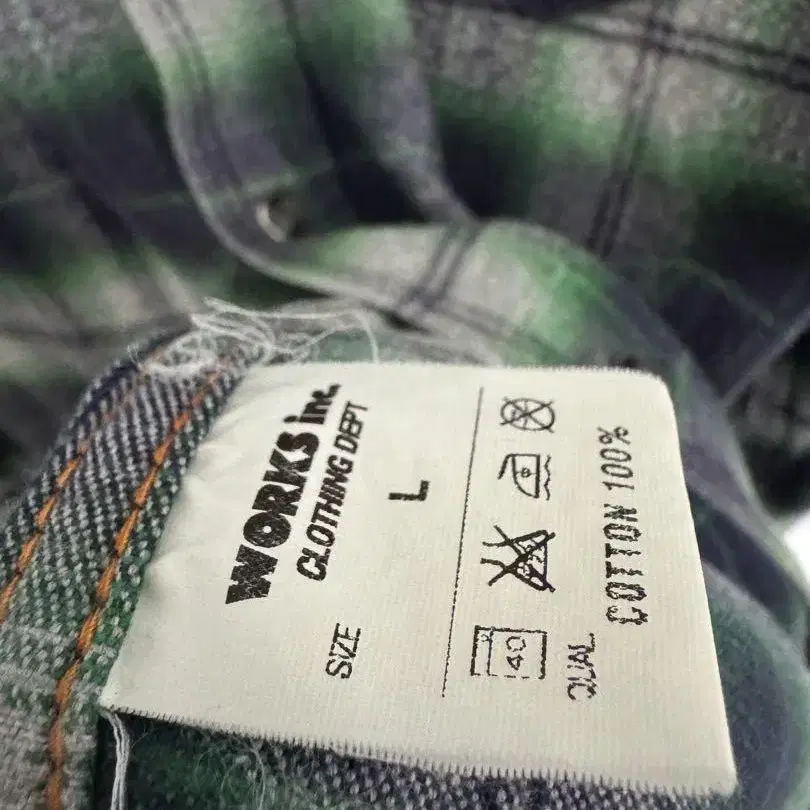 WORKS inc.
CLOTHING DEPT
SIZE L
40
QUAL.
COTTON 100%